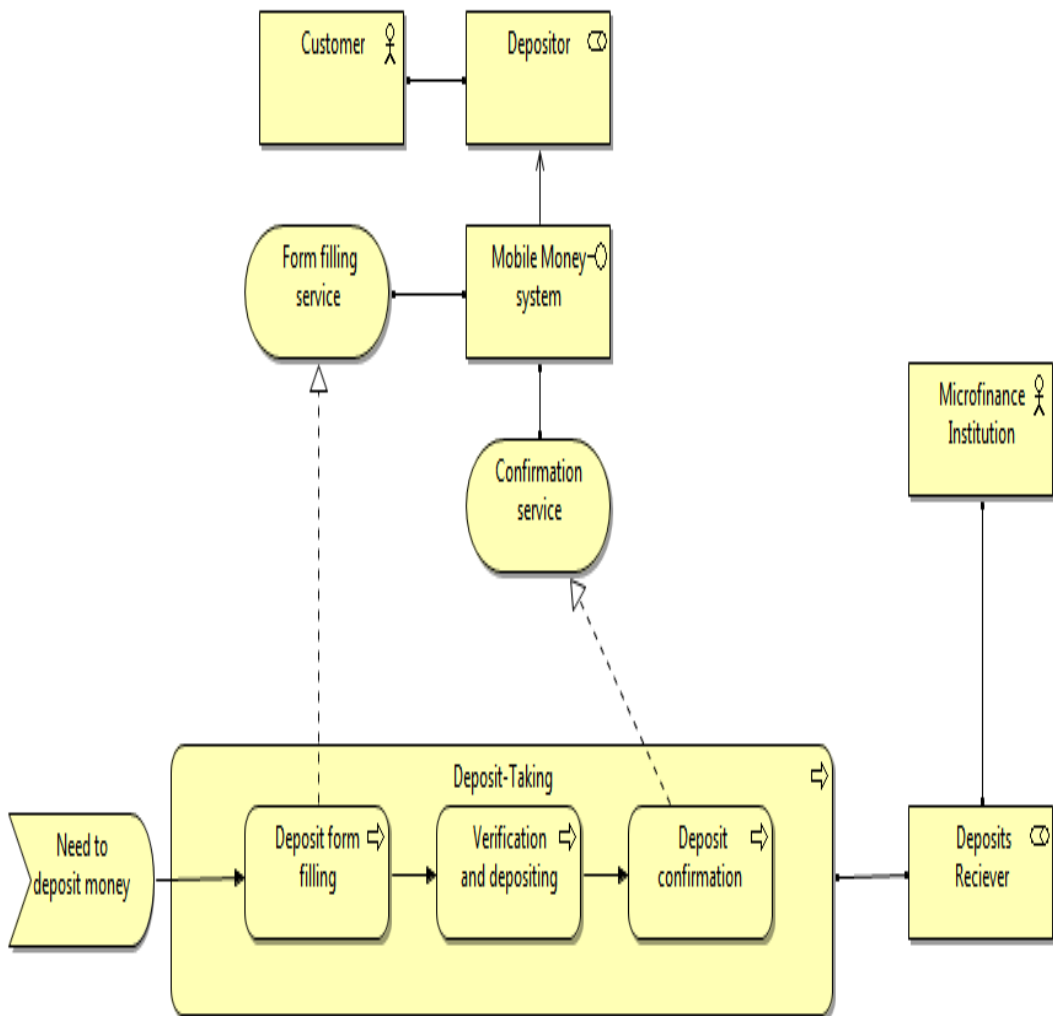 Customer
Depositor
Form filling
service
Mobile Money
system
Microfinance
Institution
Confirmation
service
Deposit-Taking
Need to
deposit money
Deposit form
filling
Verification
and depositing
Deposit
confirmation
Deposits
Reciever